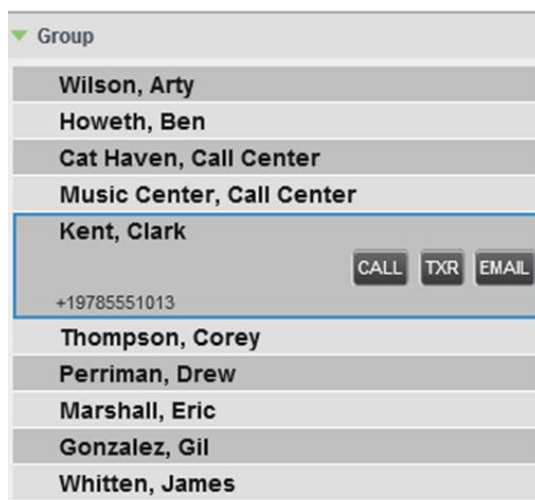 Group
Wilson, Arty
Howeth, Ben
Cat Haven, Call Center
Music Center, Call Center
Kent, Clark
CALL TXR EMAIL
+19785551013
Thompson, Corey
Perriman, Drew
Marshall, Eric
Gonzalez, Gil
Whitten, James